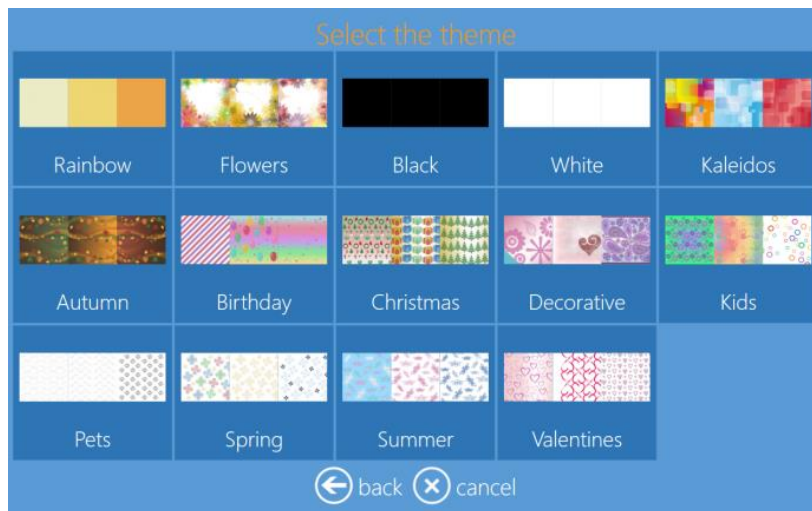 Select the theme
Rainbow Flowers Black White Kaleidos
Autumn Birthday Christmas Decorative Kids
Pets Spring Summer Valentines
back cancel